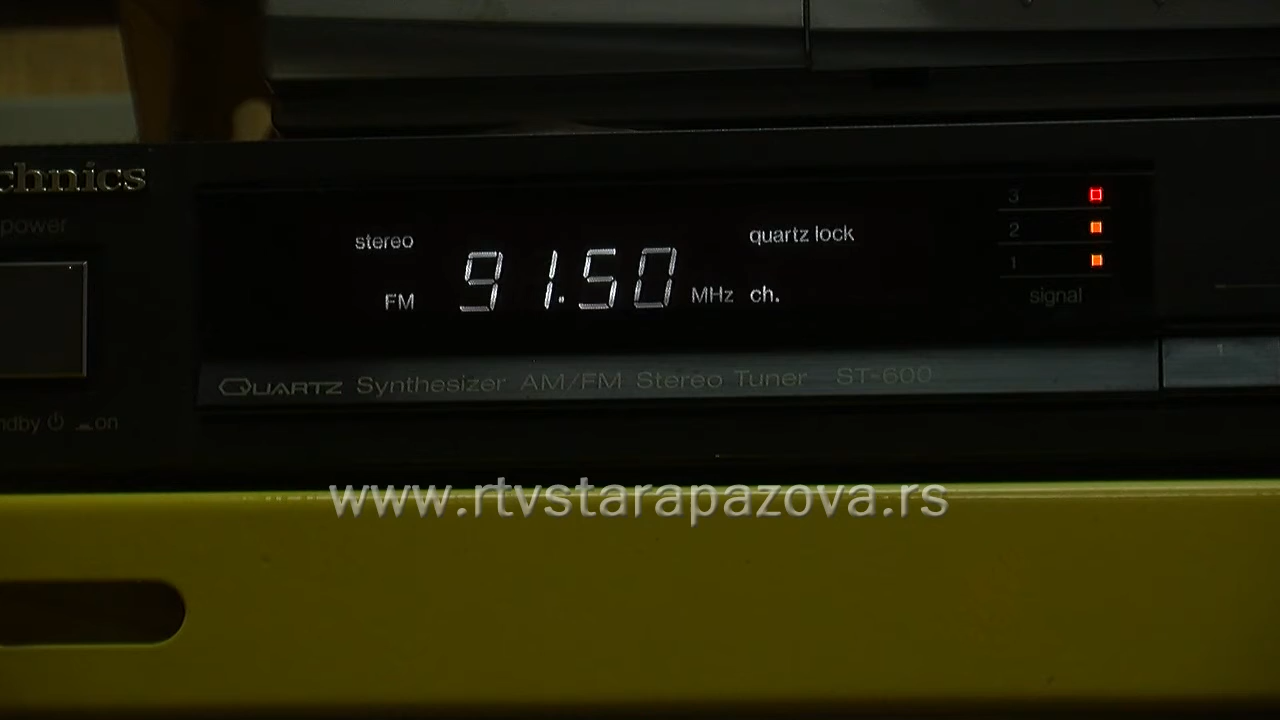 chnics
power
stereo
91.50
FM
MHz ch.
quartz lock
3
2
1
signal
1
QUARTZ Synthesizer AM/FM Stereo Tuner ST-600
ndby ⏻ on
www.rtvstarapazova.rs